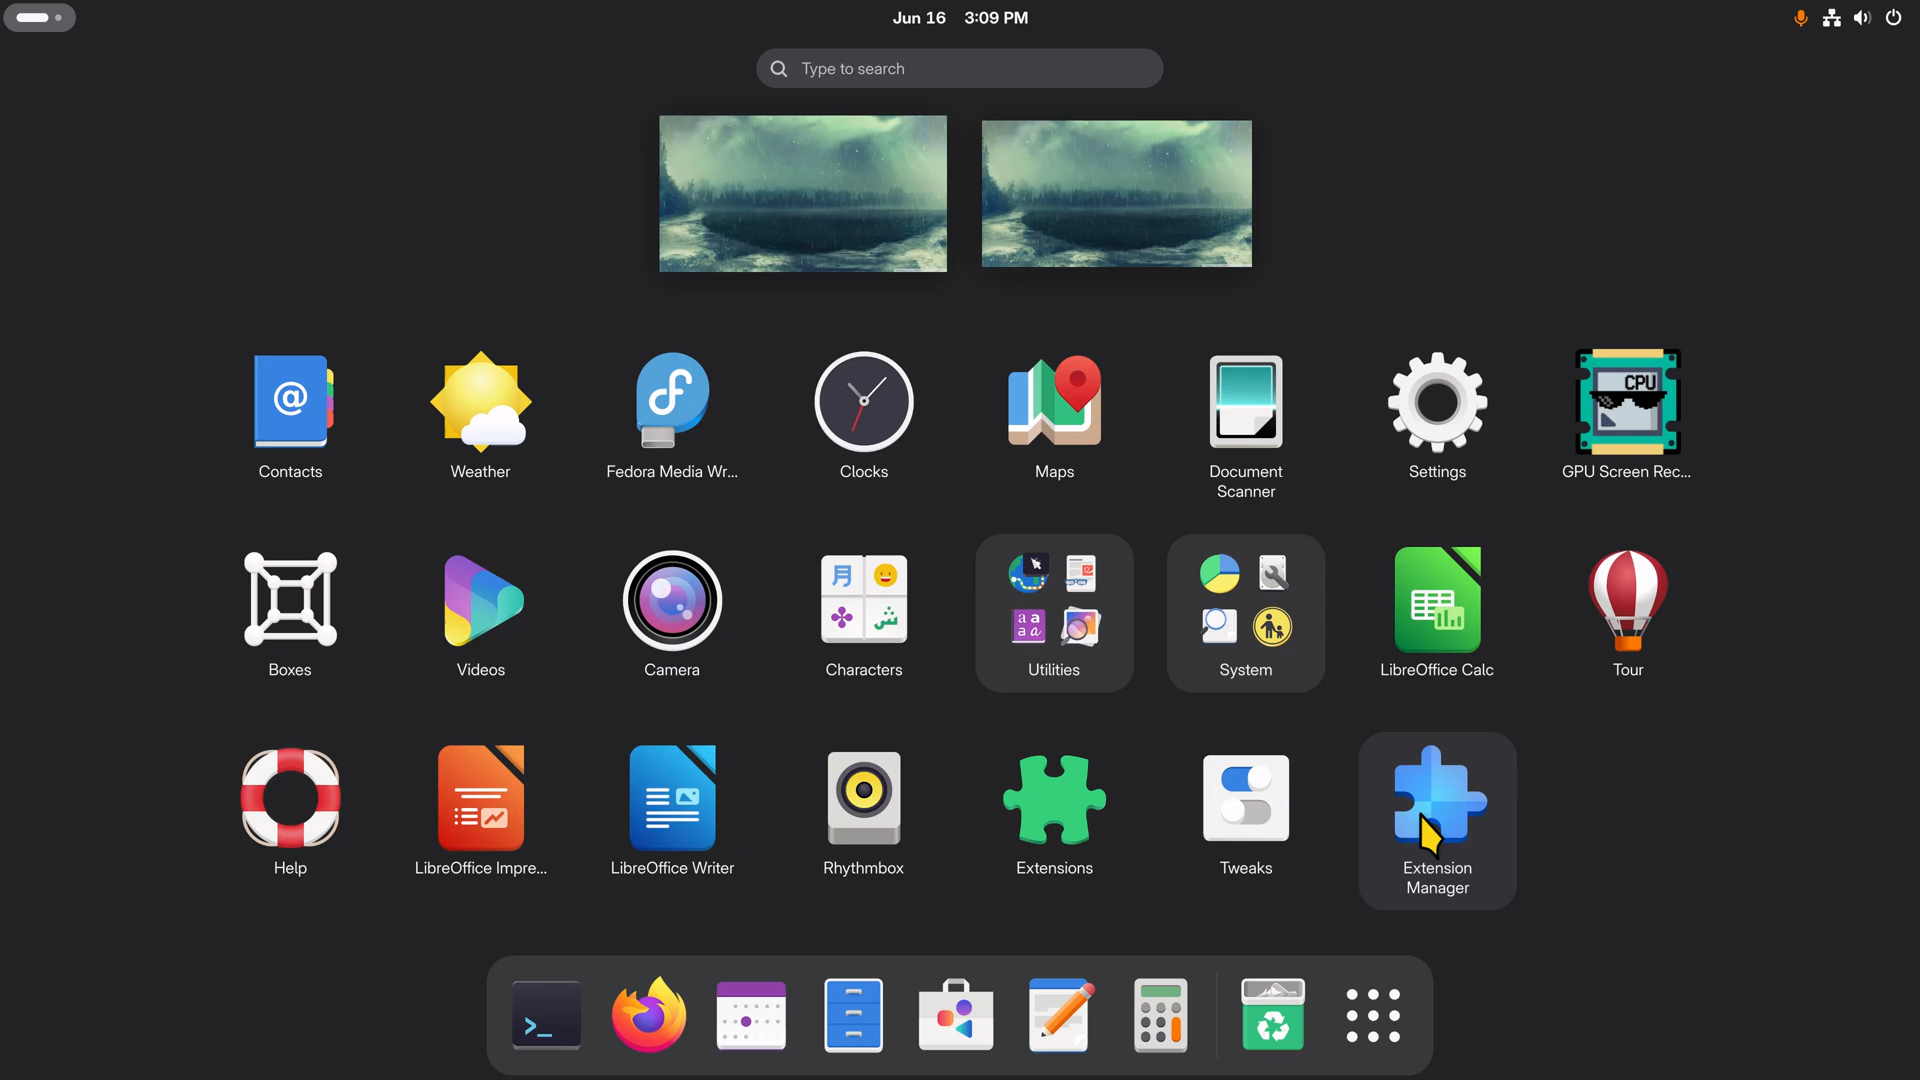 Jun 16 3:09 PM
Type to search
Contacts
Weather
Fedora Media Wr...
Clocks
Maps
Document
Scanner
Settings
CPU
GPU Screen Rec...
Boxes
Videos
Camera
月
ش
Characters
a a
a a
Utilities
System
LibreOffice Calc
Tour
Help
LibreOffice Impre...
LibreOffice Writer
Rhythmbox
Extensions
Tweaks
Extension
Manager
>_